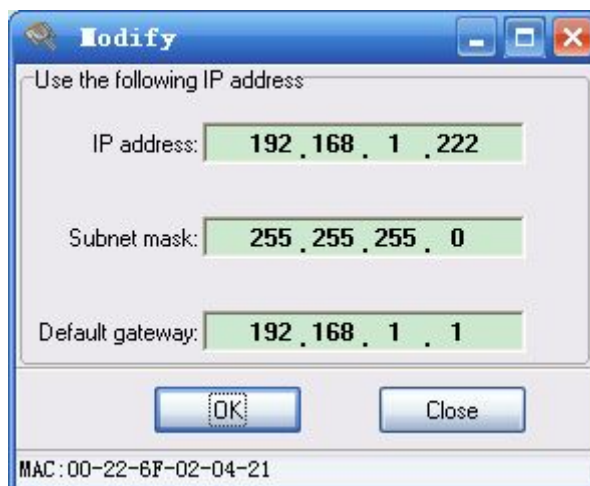 Modify
Use the following IP address
IP address: 192 . 168 . 1 . 222
Subnet mask: 255 . 255 . 255 . 0
Default gateway: 192 . 168 . 1 . 1
OK Close
MAC:00-22-6F-02-04-21